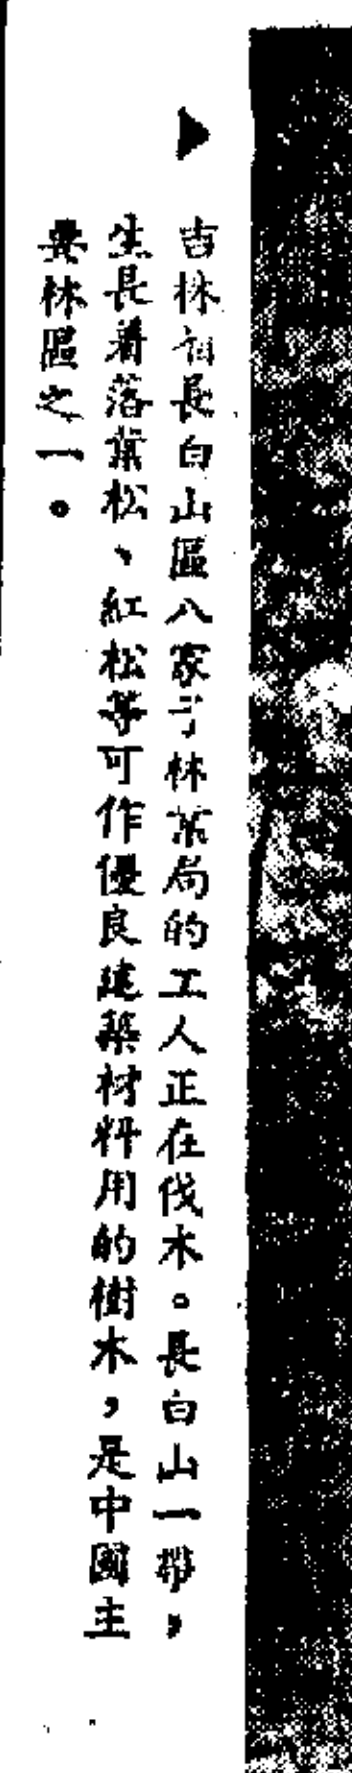 吉林省長白山區八家子林業局的工人正在伐木。長白山一帶，
生長着落葉松、紅松等可作優良建築材料用的樹木，是中國主
要林區之一。